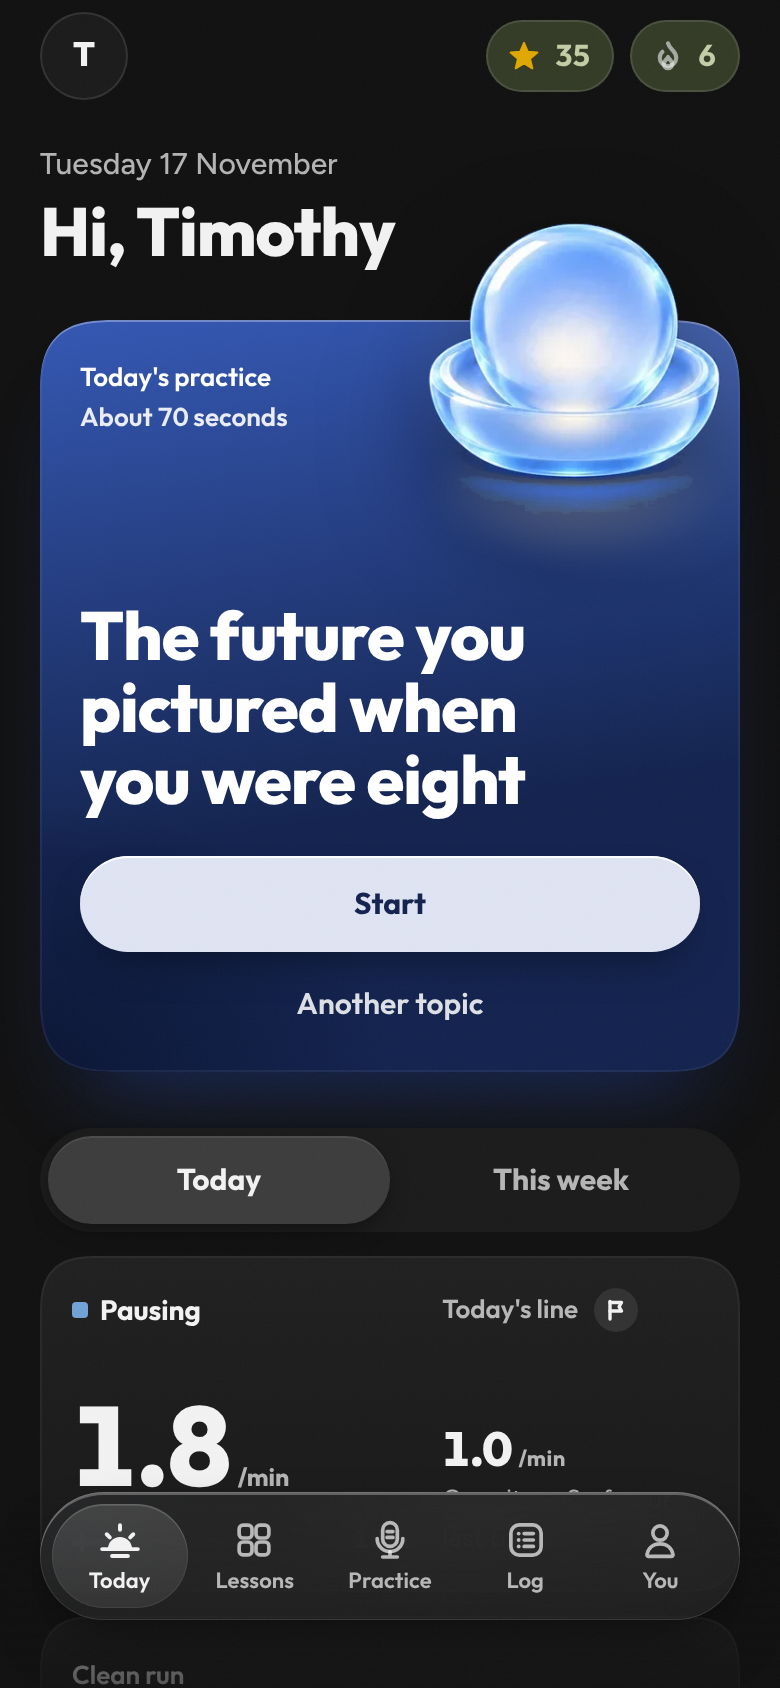 T
35
6
Tuesday 17 November
Hi, Timothy
Today's practice
About 70 seconds
The future you
pictured when
you were eight
Start
Another topic
Today
This week
Pausing
Today's line
1.8 /min
1.0 /min
Today
Lessons
Practice
Log
You
Clean run